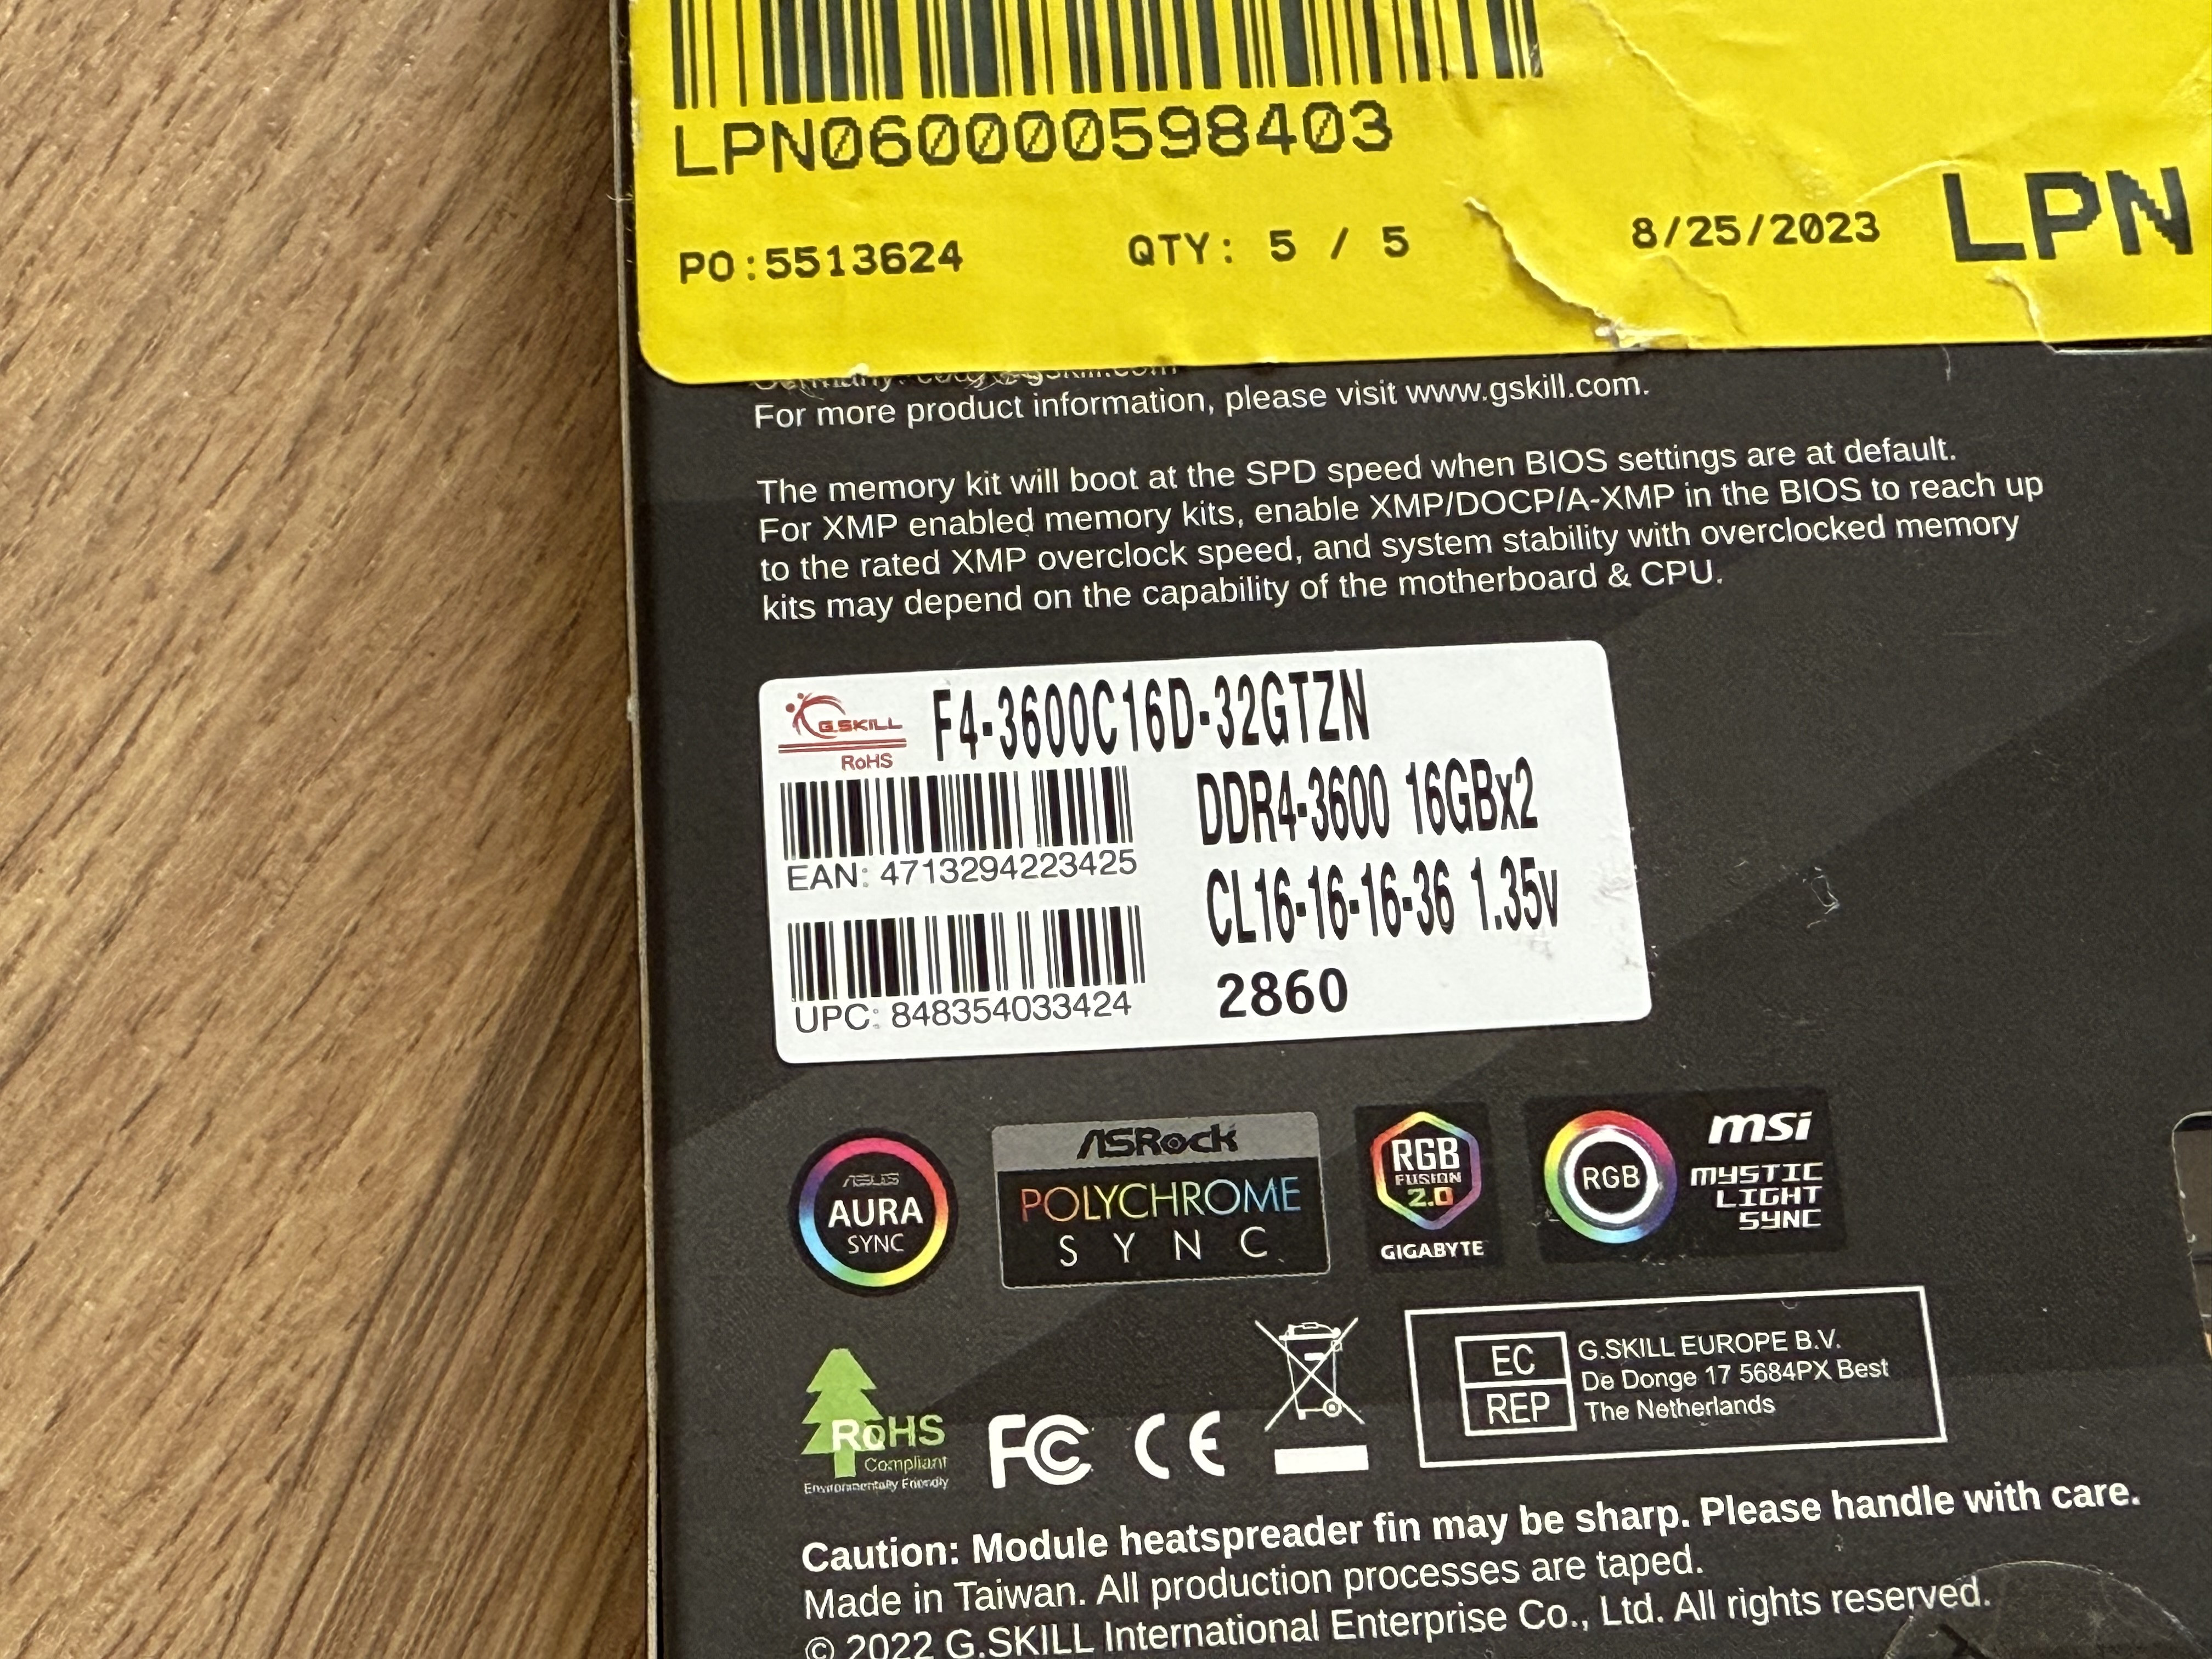 LPN060000598403
PO:5513624 QTY: 5 / 5 8/25/2023 LPN
For more product information, please visit www.gskill.com.
The memory kit will boot at the SPD speed when BIOS settings are at default.
For XMP enabled memory kits, enable XMP/DOCP/A-XMP in the BIOS to reach up
to the rated XMP overclock speed, and system stability with overclocked memory
kits may depend on the capability of the motherboard & CPU.
G.SKILL
RoHS
F4-3600C16D-32GTZN
DDR4-3600 16GBx2
EAN: 4713294223425
CL16-16-16-36 1.35v
UPC: 848354033424
2860
ASUS
AURA
SYNC
ASRock
POLYCHROME
SYNC
RGB
FUSION
2.0
GIGABYTE
RGB
msi
MYSTIC
LIGHT
SYNC
RoHS
Compliant
Environmentally Friendly
FC CE
EC
REP
G.SKILL EUROPE B.V.
De Donge 17 5684PX Best
The Netherlands
Caution: Module heatspreader fin may be sharp. Please handle with care.
Made in Taiwan. All production processes are taped.
© 2022 G.SKILL International Enterprise Co., Ltd. All rights reserved.